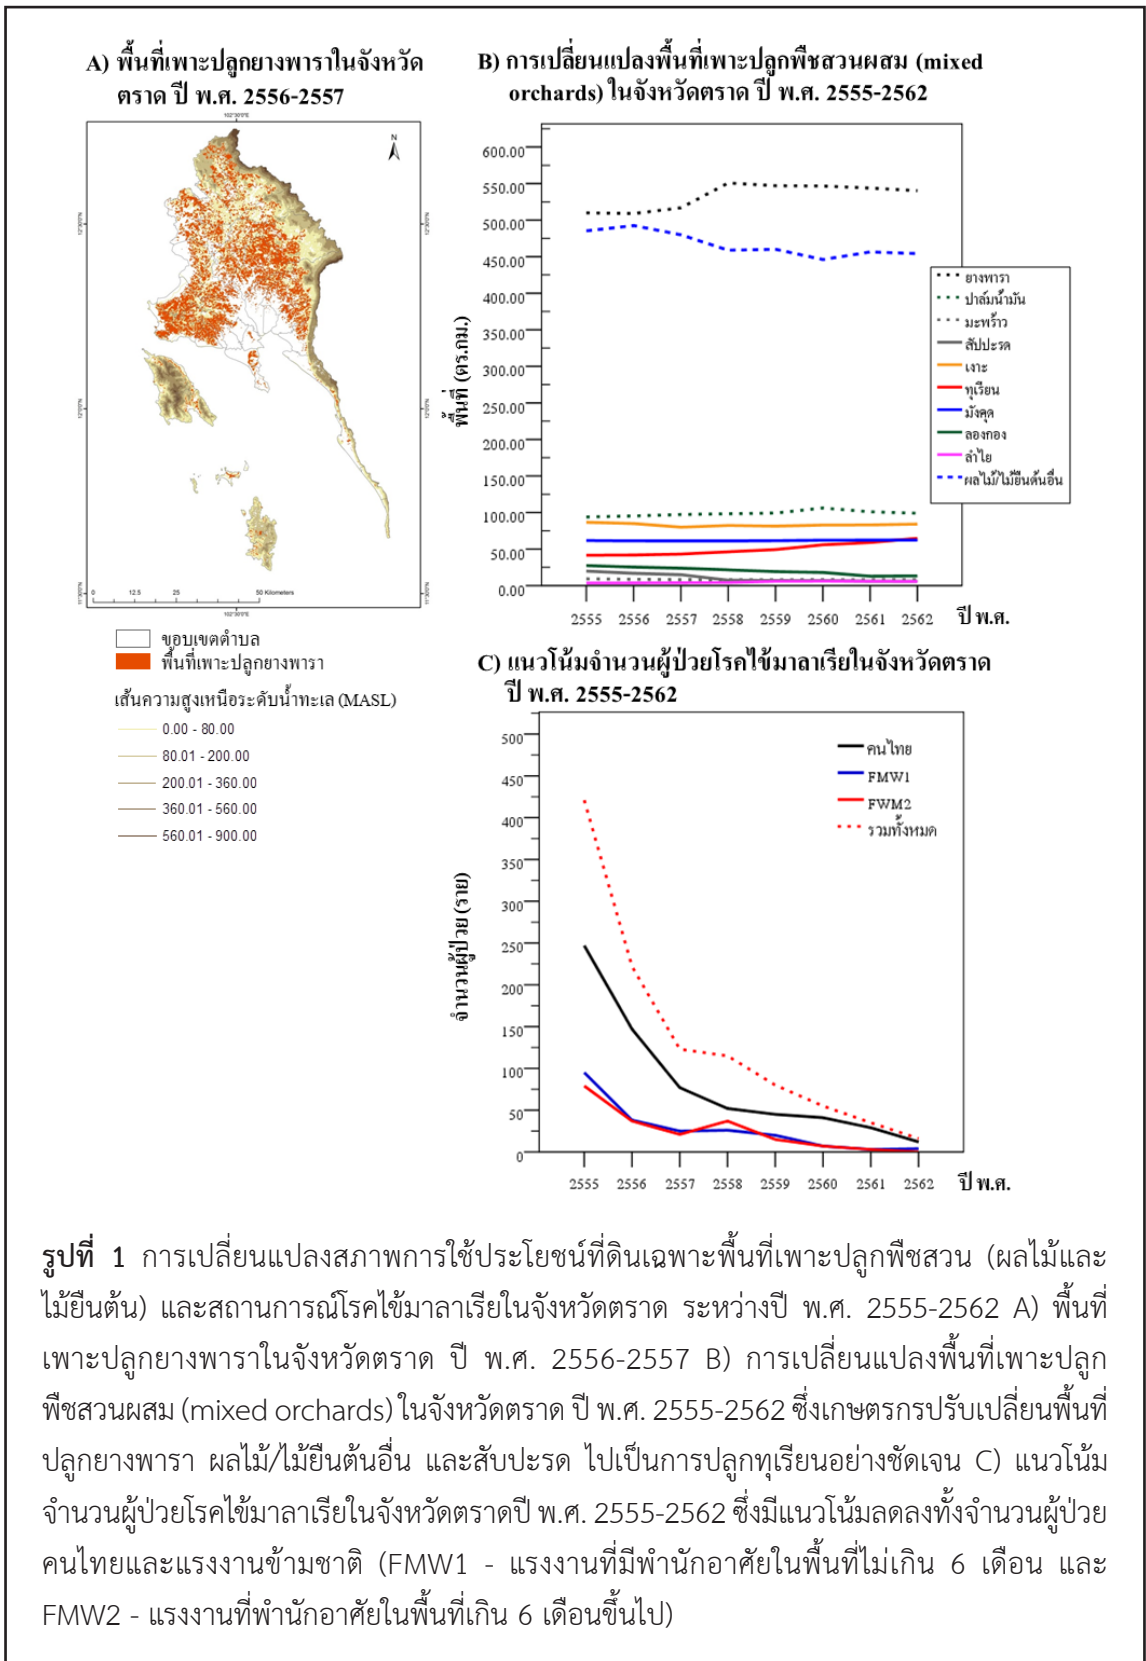 A) พื้นที่เพาะปลูกยางพาราในจังหวัด
ตราด ปี พ.ศ. 2556-2557
102°30'0"E
N
12°30'0"N
12°30'0"N
12°0'0"N
12°0'0"N
11°30'0"N
11°30'0"N
0 12.5 25 50 Kilometers
102°30'0"E
ขอบเขตตำบล
พื้นที่เพาะปลูกยางพารา
เส้นความสูงเหนือระดับน้ำทะเล (MASL)
0.00 - 80.00
80.01 - 200.00
200.01 - 360.00
360.01 - 560.00
560.01 - 900.00
B) การเปลี่ยนแปลงพื้นที่เพาะปลูกพืชสวนผสม (mixed
orchards) ในจังหวัดตราด ปี พ.ศ. 2555-2562
พื้นที่ (ตร.กม.)
600.00
550.00
500.00
450.00
400.00
350.00
300.00
250.00
200.00
150.00
100.00
50.00
0.00
2555 2556 2557 2558 2559 2560 2561 2562 ปี พ.ศ.
ยางพารา
ปาล์มน้ำมัน
มะพร้าว
สัปปะรด
เงาะ
ทุเรียน
มังคุด
ลองกอง
ลำไย
ผลไม้/ไม้ยืนต้นอื่น
C) แนวโน้มจำนวนผู้ป่วยโรคไข้มาลาเรียในจังหวัดตราด
ปี พ.ศ. 2555-2562
จำนวนผู้ป่วย (ราย)
500
450
400
350
300
250
200
150
100
50
0
2555 2556 2557 2558 2559 2560 2561 2562 ปี พ.ศ.
คนไทย
FMW1
FWM2
รวมทั้งหมด
รูปที่ 1 การเปลี่ยนแปลงสภาพการใช้ประโยชน์ที่ดินเฉพาะพื้นที่เพาะปลูกพืชสวน (ผลไม้และ
ไม้ยืนต้น) และสถานการณ์โรคไข้มาลาเรียในจังหวัดตราด ระหว่างปี พ.ศ. 2555-2562 A) พื้นที่
เพาะปลูกยางพาราในจังหวัดตราด ปี พ.ศ. 2556-2557 B) การเปลี่ยนแปลงพื้นที่เพาะปลูก
พืชสวนผสม (mixed orchards) ในจังหวัดตราด ปี พ.ศ. 2555-2562 ซึ่งเกษตรกรปรับเปลี่ยนพื้นที่
ปลูกยางพารา ผลไม้/ไม้ยืนต้นอื่น และสับปะรด ไปเป็นการปลูกทุเรียนอย่างชัดเจน C) แนวโน้ม
จำนวนผู้ป่วยโรคไข้มาลาเรียในจังหวัดตราดปี พ.ศ. 2555-2562 ซึ่งมีแนวโน้มลดลงทั้งจำนวนผู้ป่วย
คนไทยและแรงงานข้ามชาติ (FMW1 - แรงงานที่มีพำนักอาศัยในพื้นที่ไม่เกิน 6 เดือน และ
FMW2 - แรงงานที่พำนักอาศัยในพื้นที่เกิน 6 เดือนขึ้นไป)